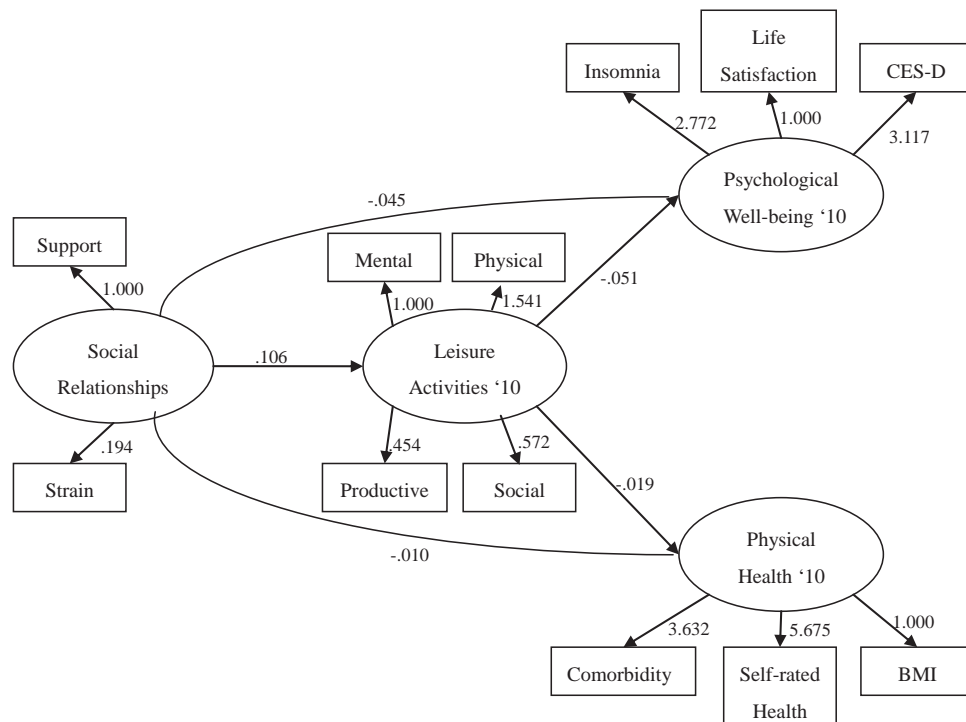 Life
Satisfaction
Insomnia
CES-D
2.772
1.000
3.117
Psychological
Well-being ‘10
-.045
Support
Mental
Physical
-.051
1.000
1.000
1.541
Social
Relationships
.106
Leisure
Activities ‘10
.194
.454
.572
Strain
Productive
Social
-.019
-.010
Physical
Health ‘10
3.632
5.675
1.000
Comorbidity
Self-rated
Health
BMI